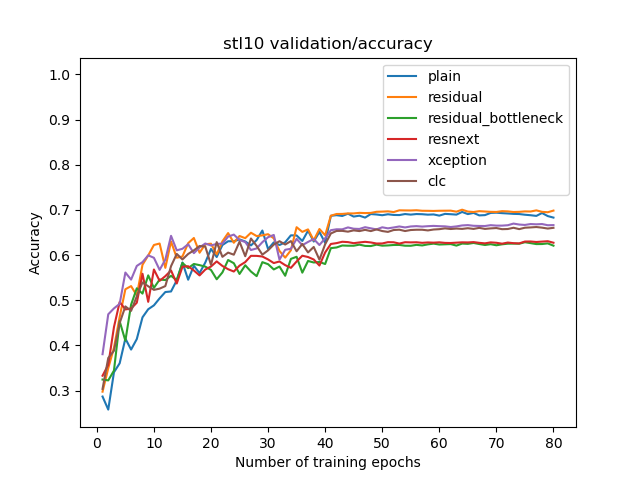 stl10 validation/accuracy
1.0
0.9
0.8
0.7
0.6
0.5
0.4
0.3
Accuracy
plain
residual
residual_bottleneck
resnext
xception
clc
0 10 20 30 40 50 60 70 80
Number of training epochs